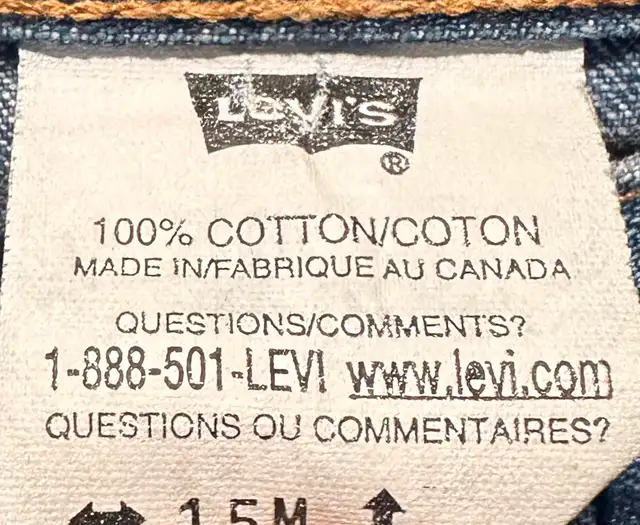 LEVI'S
®
100% COTTON/COTON
MADE IN/FABRIQUE AU CANADA
QUESTIONS/COMMENTS?
1-888-501-LEVI www.levi.com
QUESTIONS OU COMMENTAIRES?
15M